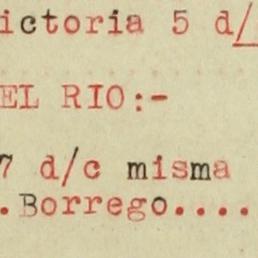 ictoria 5 d/
EL RIO:-
7 d/c misma
.Borrego....